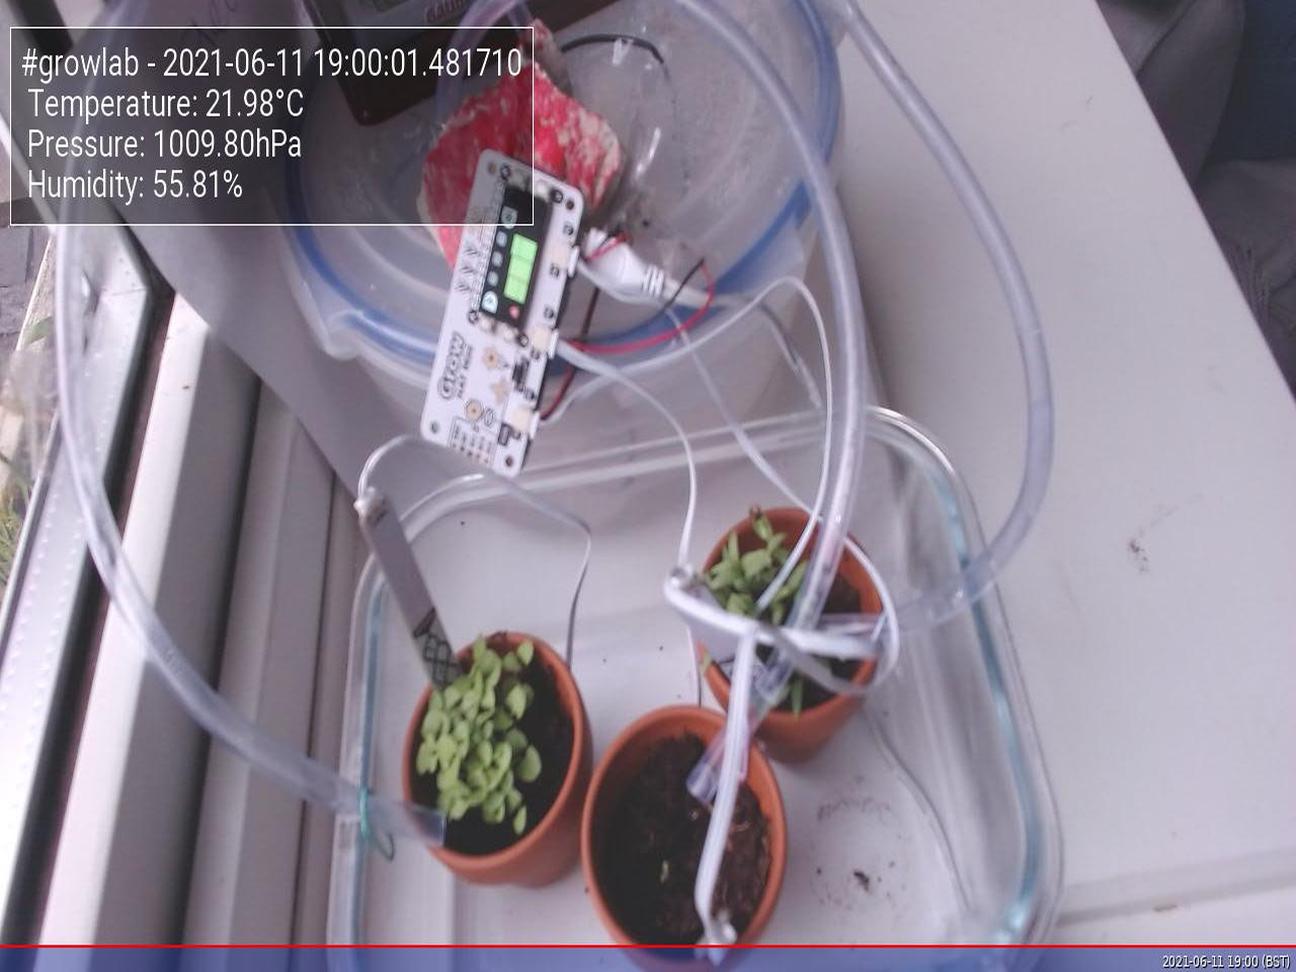 #growlab - 2021-06-11 19:00:01.481710
Temperature: 21.98°C
Pressure: 1009.80hPa
Humidity: 55.81%
GROW
2021-06-11 19:00 (BST)